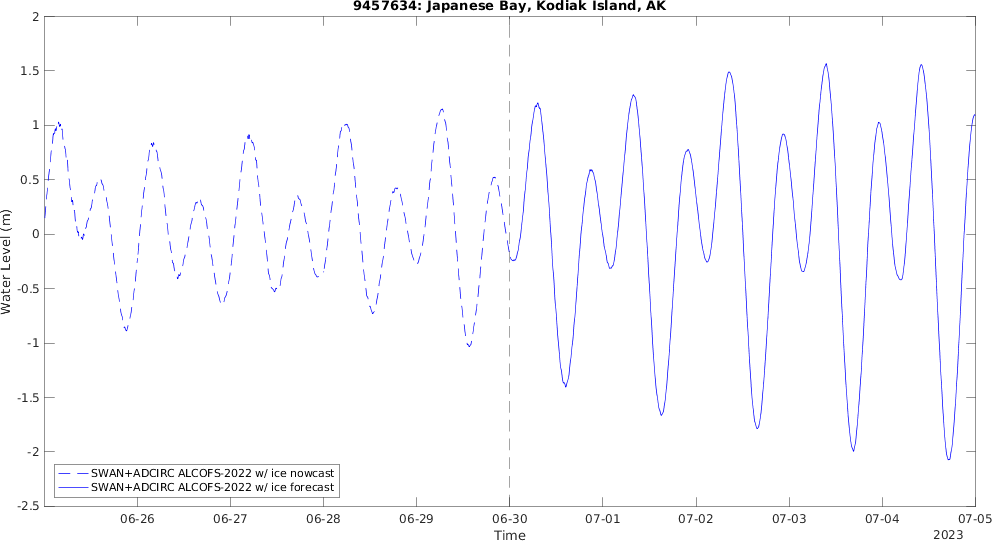 9457634: Japanese Bay, Kodiak Island, AK
2
1.5
1
0.5
0
-0.5
-1
-1.5
-2
-2.5
Water Level (m)
SWAN+ADCIRC ALCOFS-2022 w/ ice nowcast
SWAN+ADCIRC ALCOFS-2022 w/ ice forecast
06-26 06-27 06-28 06-29 06-30 07-01 07-02 07-03 07-04 07-05
Time
2023